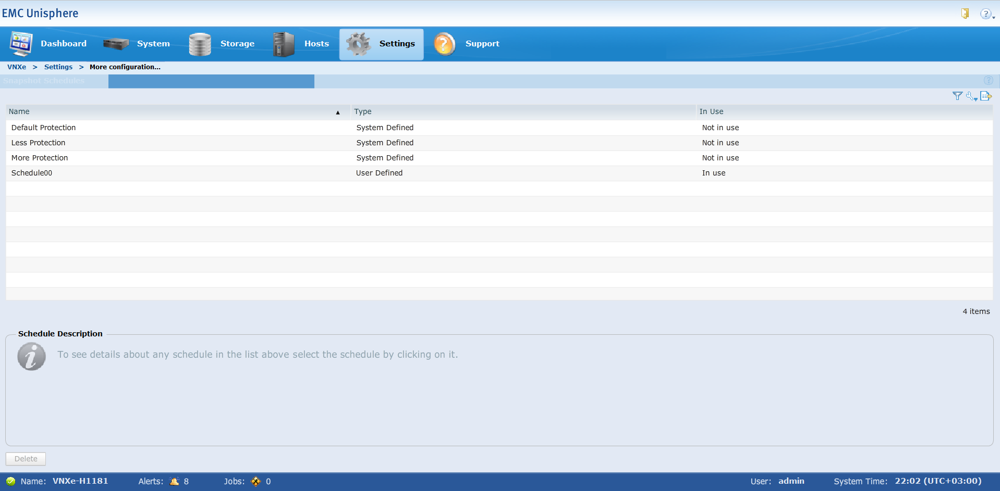 EMC Unisphere
Dashboard System Storage Hosts Settings Support
VNXe > Settings > More configuration...
Snapshot Schedules
Name Type In Use
Default Protection System Defined Not in use
Less Protection System Defined Not in use
More Protection System Defined Not in use
Schedule00 User Defined In use
4 items
Schedule Description
To see details about any schedule in the list above select the schedule by clicking on it.
Delete
Name: VNXe-H1181 Alerts: 8 Jobs: 0 User: admin System Time: 22:02 (UTC+03:00)